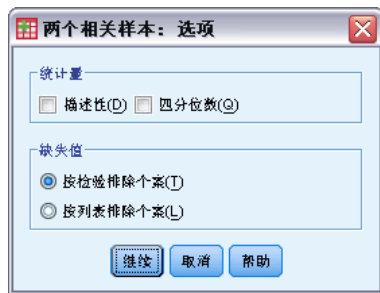 两个相关样本：选项
统计量
描述性(D) 四分位数(Q)
缺失值
按检验排除个案(T)
按列表排除个案(L)
继续 取消 帮助